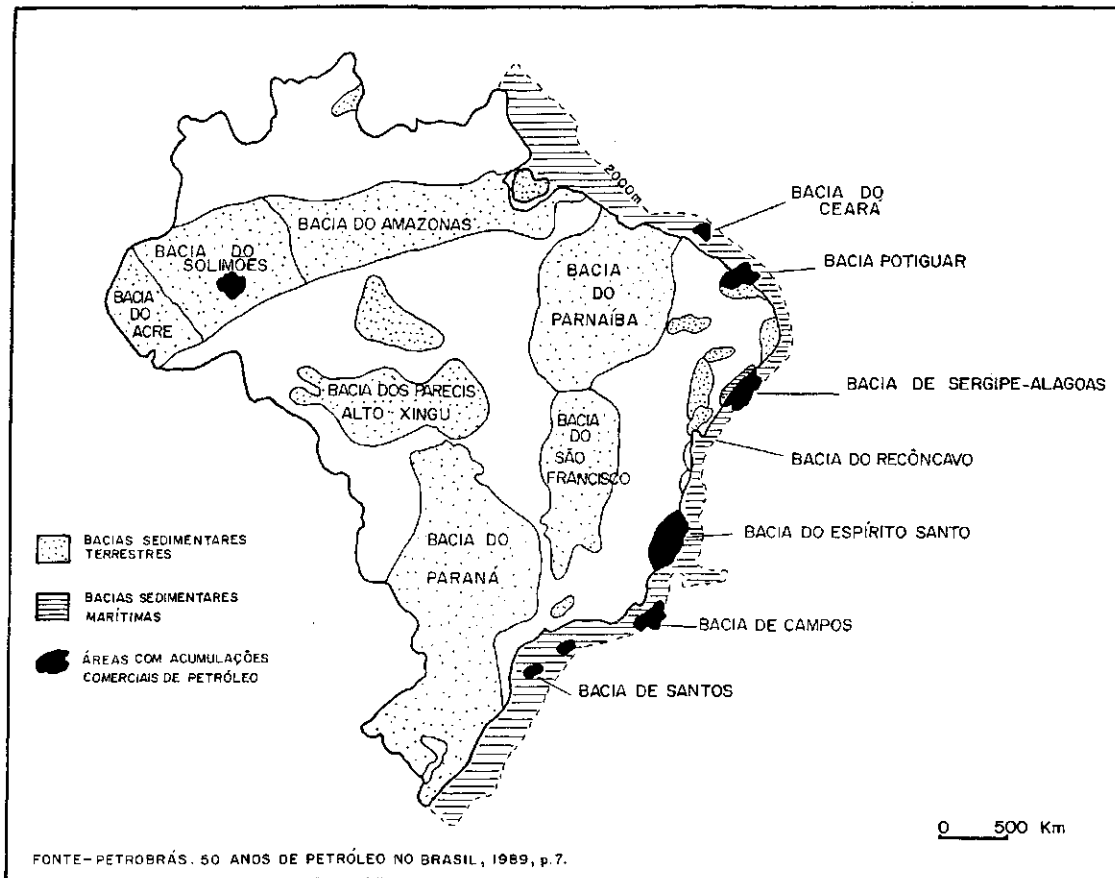 2000m
BACIA DO
CEARÁ
BACIA DO AMAZONAS
BACIA DO
SOLIMÕES
BACIA POTIGUAR
BACIA
DO
PARNAÍBA
BACIA
DO
ACRE
BACIA DE SERGIPE-ALAGOAS
BACIA DOS PARECIS
ALTO - XINGU
BACIA
DO
SÃO
FRANCISCO
BACIA DO RECÔNCAVO
BACIA DO ESPÍRITO SANTO
BACIA DO
PARANÁ
BACIAS SEDIMENTARES
TERRESTRES
BACIAS SEDIMENTARES
MARÍTIMAS
BACIA DE CAMPOS
ÁREAS COM ACUMULAÇÕES
COMERCIAIS DE PETRÓLEO
BACIA DE SANTOS
0 500 Km
FONTE-PETROBRÁS. 50 ANOS DE PETRÓLEO NO BRASIL, 1989, p.7.